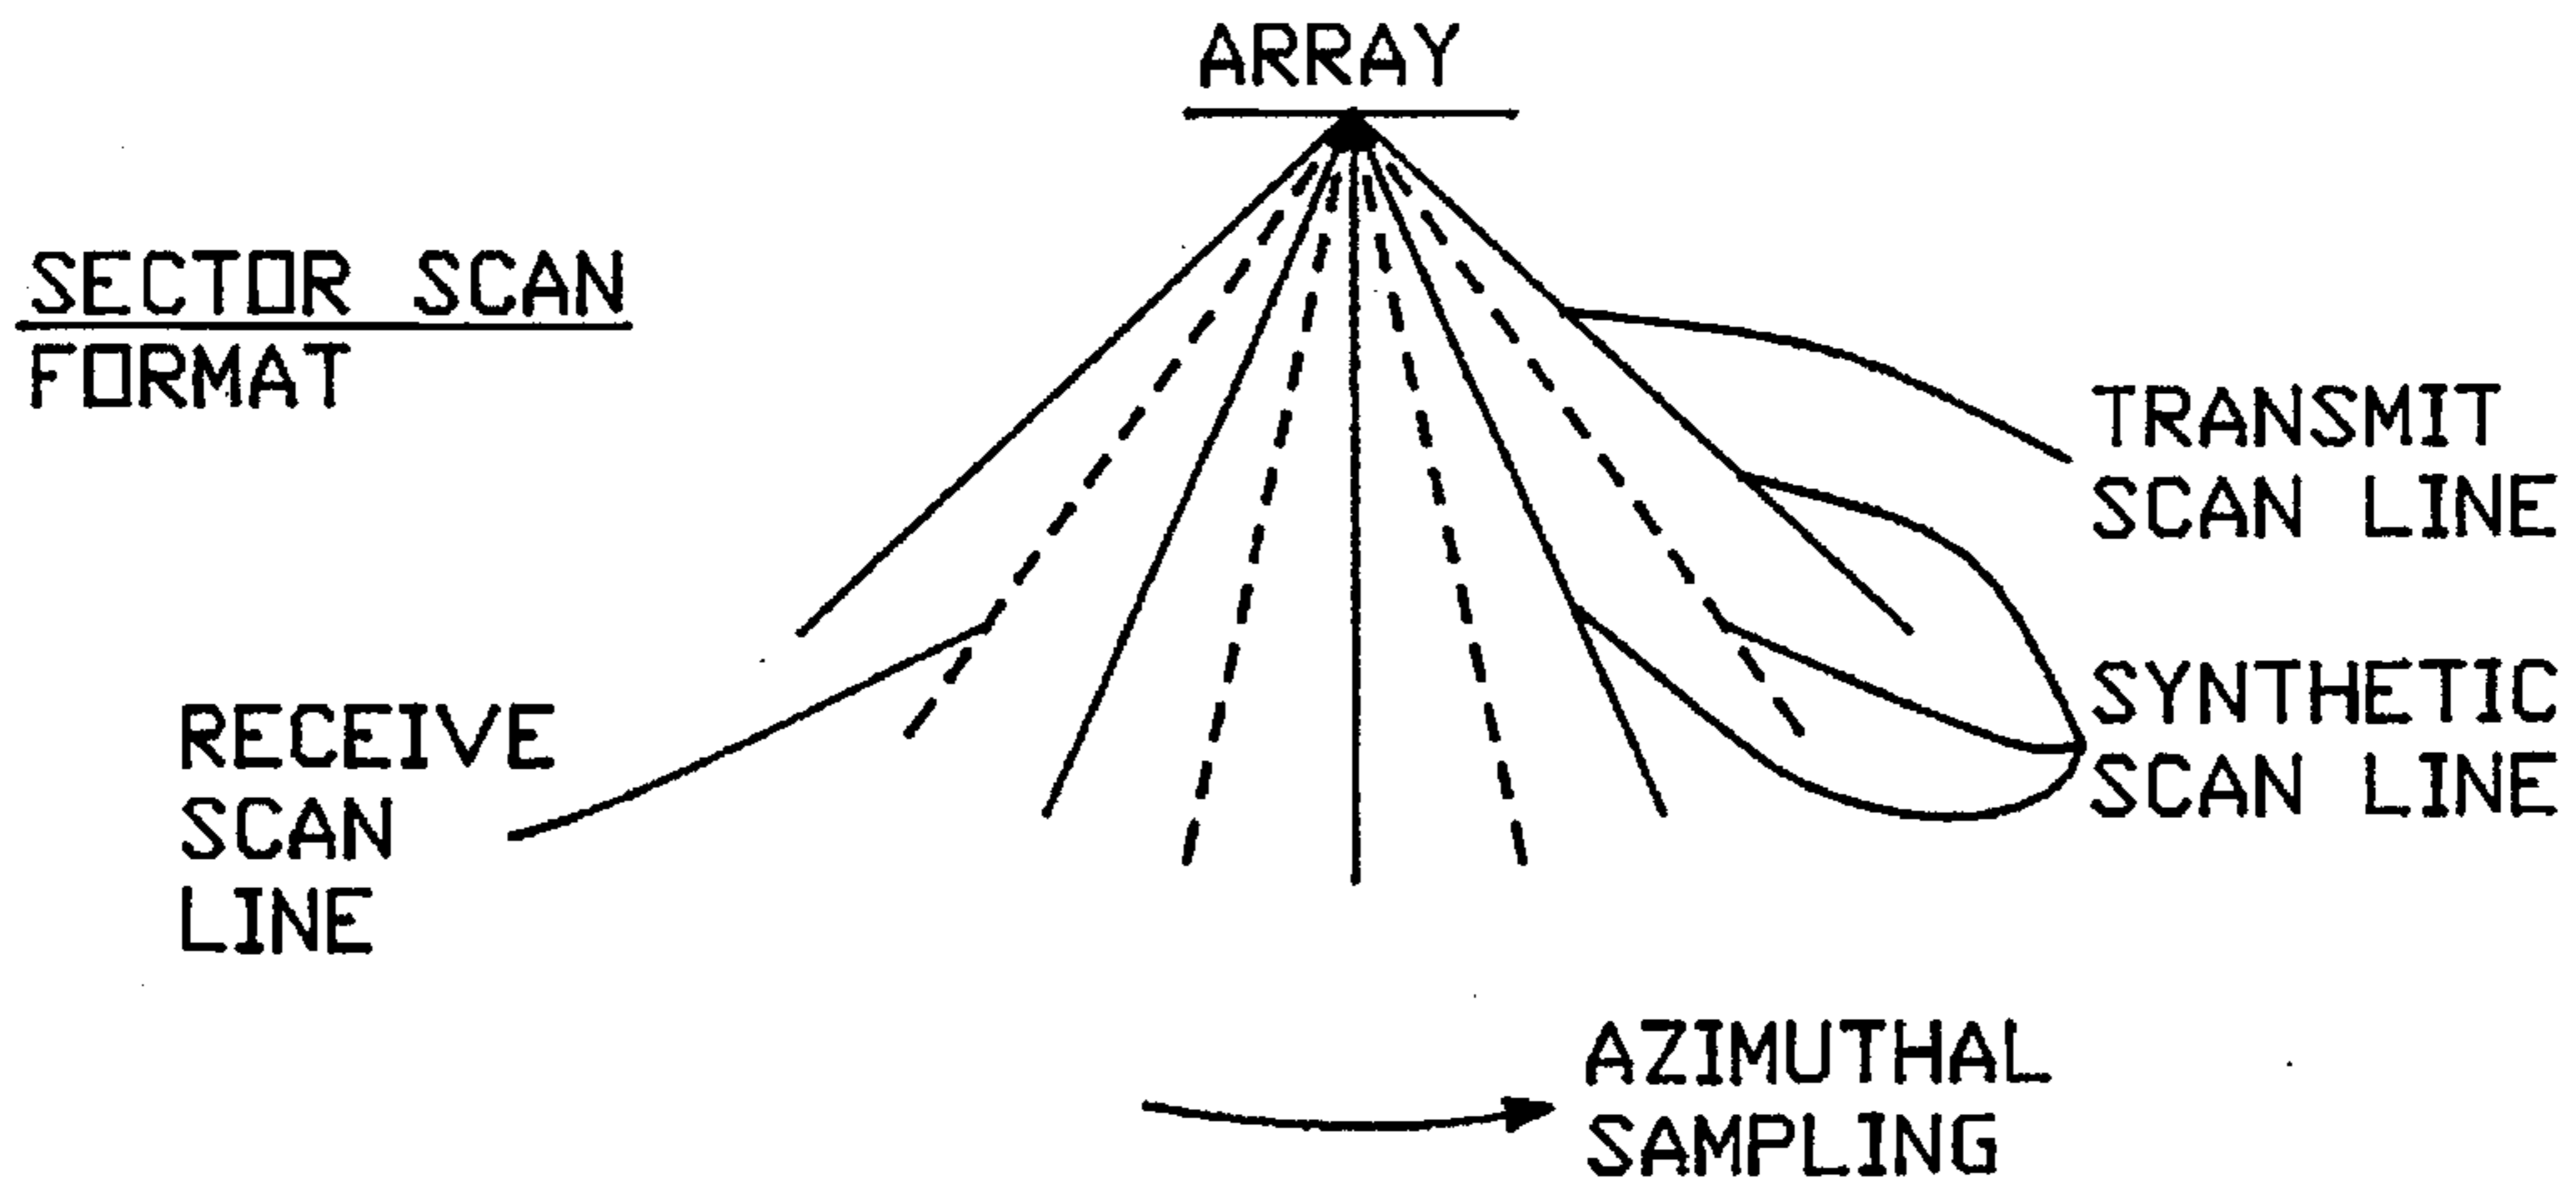 ARRAY
SECTOR SCAN
FORMAT
TRANSMIT
SCAN LINE
SYNTHETIC
SCAN LINE
RECEIVE
SCAN
LINE
AZIMUTHAL
SAMPLING